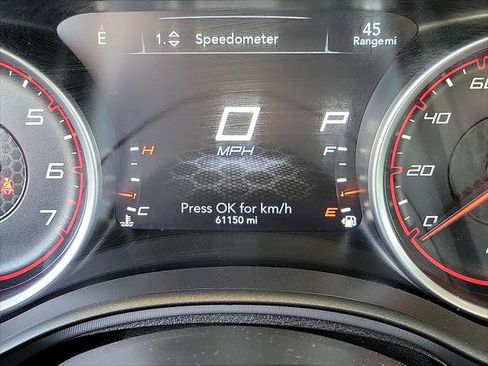 E
1. Speedometer
45
Range mi
0
MPH
P
H
C
F
E
Press OK for km/h
61150 mi
5
6
7
0
20
40
60